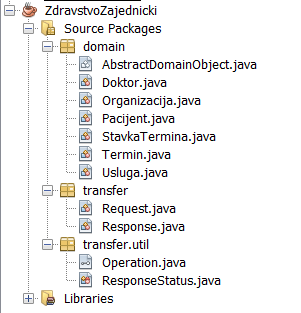 ZdravstvoZajednicki
Source Packages
domain
AbstractDomainObject.java
Doktor.java
Organizacija.java
Pacijent.java
StavkaTermina.java
Termin.java
Usluga.java
transfer
Request.java
Response.java
transfer.util
Operation.java
ResponseStatus.java
Libraries